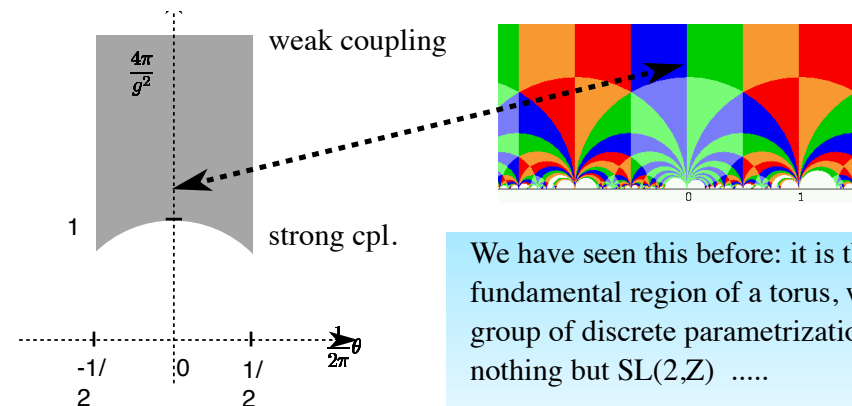 weak coupling
4π
g²
1
strong cpl.
1
2π θ
-1/
2
0
1/
2
0
1
We have seen this before: it is
fundamental region of a torus,
group of discrete
nothing but SL(2,Z) .....